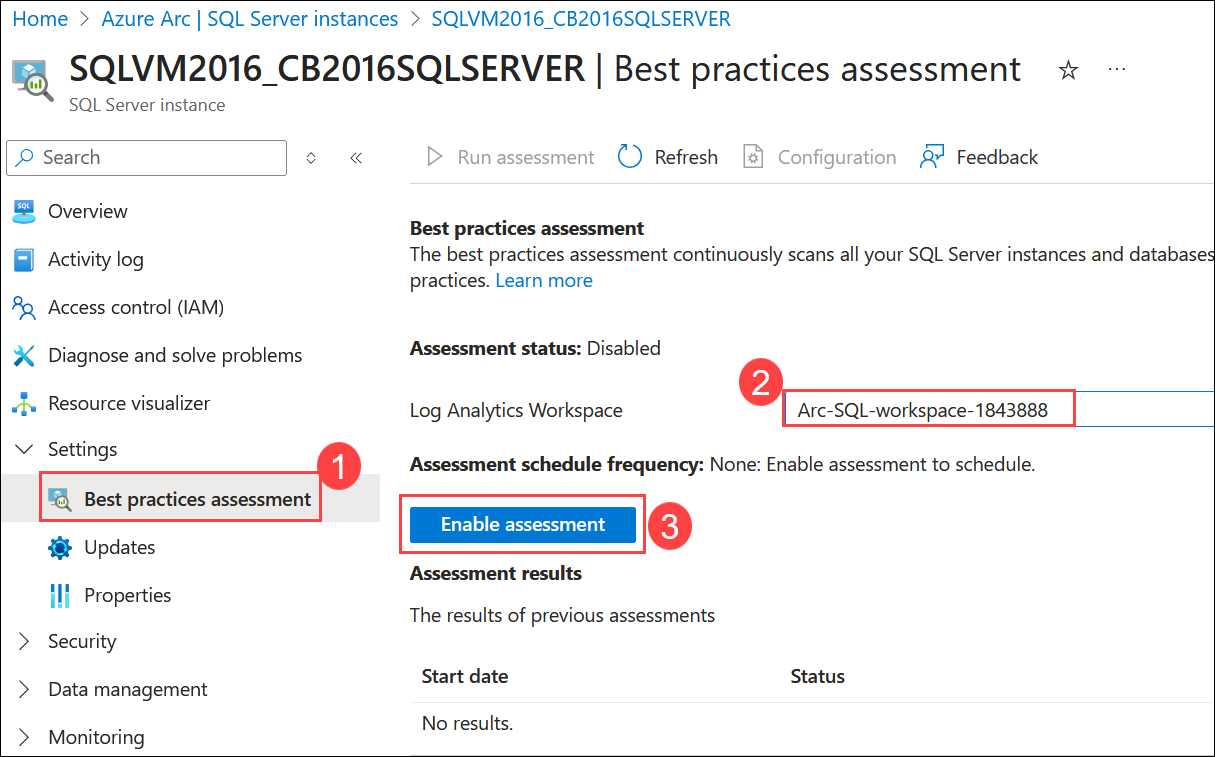 Home > Azure Arc | SQL Server instances > SQLVM2016_CB2016SQLSERVER
SQLVM2016_CB2016SQLSERVER | Best practices assessment
SQL Server instance
Search
Run assessment
Refresh
Configuration
Feedback
SQL
Overview
Activity log
Access control (IAM)
Diagnose and solve problems
Resource visualizer
Settings
1
Best practices assessment
Updates
Properties
Security
Data management
Monitoring
Best practices assessment
The best practices assessment continuously scans all your SQL Server instances and databases
practices. Learn more
Assessment status: Disabled
2
Log Analytics Workspace
Arc-SQL-workspace-1843888
Assessment schedule frequency: None: Enable assessment to schedule.
Enable assessment
3
Assessment results
The results of previous assessments
Start date
Status
No results.